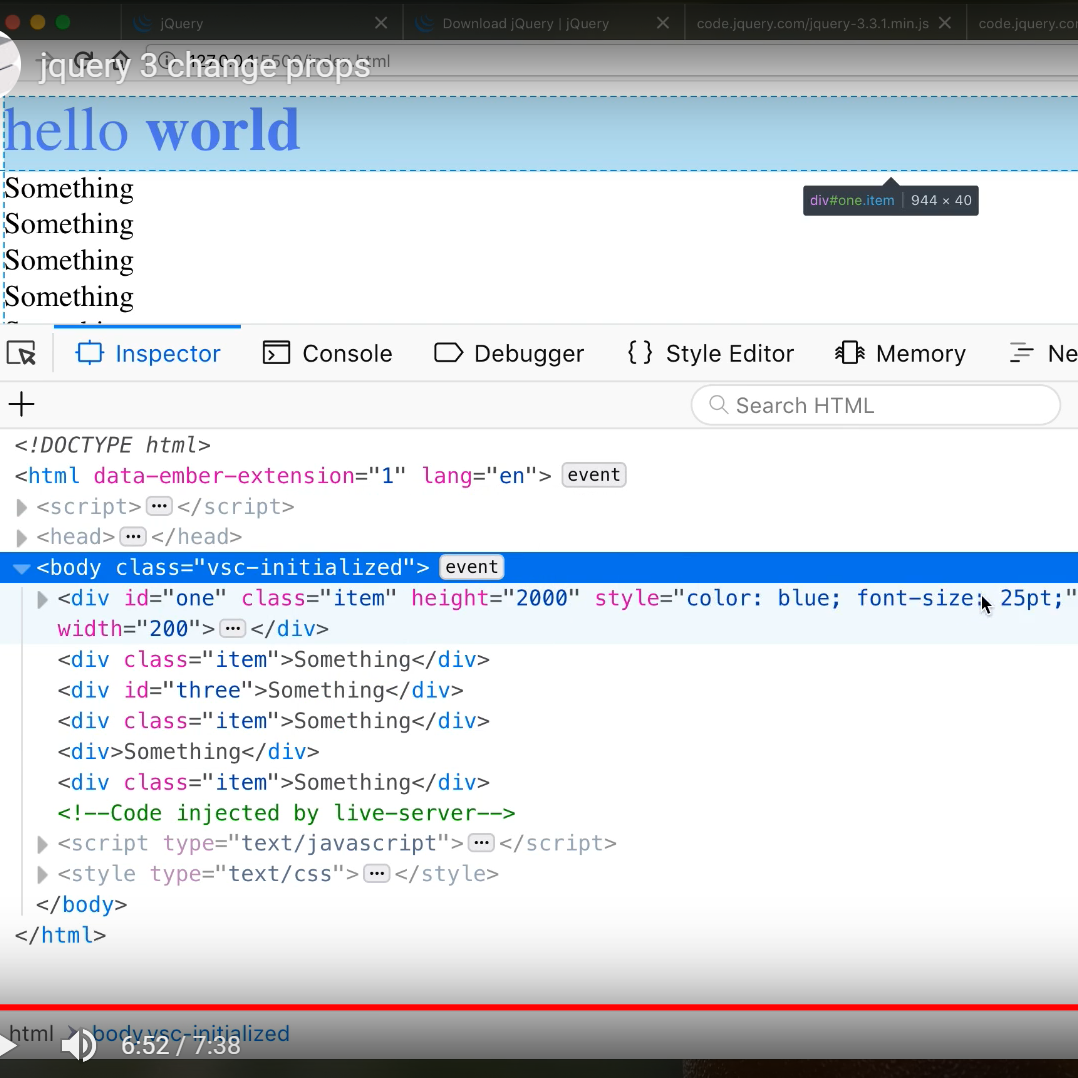 jQuery
Download jQuery | jQuery
code.jquery.com/jquery-3.3.1.min.js
code.jquery.co
127.0.0.1:5500/index.html
jquery 3 change props
hello world
Something
div#one.item | 944 × 40
Something
Something
Something
Inspector
Console
Debugger
Style Editor
Memory
Ne
Search HTML
<!DOCTYPE html>
<html data-ember-extension="1" lang="en"> event
<script>…</script>
<head>…</head>
<body class="vsc-initialized"> event
<div id="one" class="item" height="2000" style="color: blue; font-size: 25pt;"
width="200">…</div>
<div class="item">Something</div>
<div id="three">Something</div>
<div class="item">Something</div>
<div>Something</div>
<div class="item">Something</div>
<!--Code injected by live-server-->
<script type="text/javascript">…</script>
<style type="text/css">…</style>
</body>
</html>
html > body.vsc-initialized
6:52 / 7:38